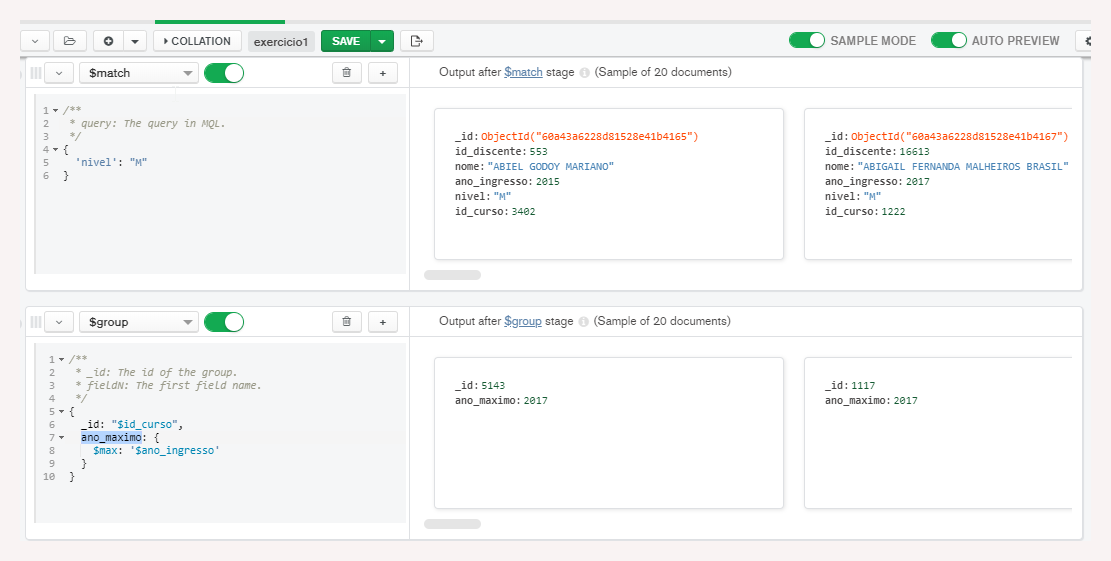 COLLATION exercicio1 SAVE SAMPLE MODE AUTO PREVIEW
$match
Output after $match stage (Sample of 20 documents)
1 /**
2 * query: The query in MQL.
3 */
4 {
5 'nivel': "M"
6 }
_id: ObjectId("60a43a6228d81528e41b4165")
id_discente: 553
nome: "ABIEL GODOY MARIANO"
ano_ingresso: 2015
nivel: "M"
id_curso: 3402
_id: ObjectId("60a43a6228d81528e41b4167")
id_discente: 16613
nome: "ABIGAIL FERNANDA MALHEIROS BRASIL"
ano_ingresso: 2017
nivel: "M"
id_curso: 1222
$group
Output after $group stage (Sample of 20 documents)
1 /**
2 * _id: The id of the group.
3 * fieldN: The first field name.
4 */
5 {
6 _id: "$id_curso",
7 ano_maximo: {
8 $max: '$ano_ingresso'
9 }
10 }
_id: 5143
ano_maximo: 2017
_id: 1117
ano_maximo: 2017